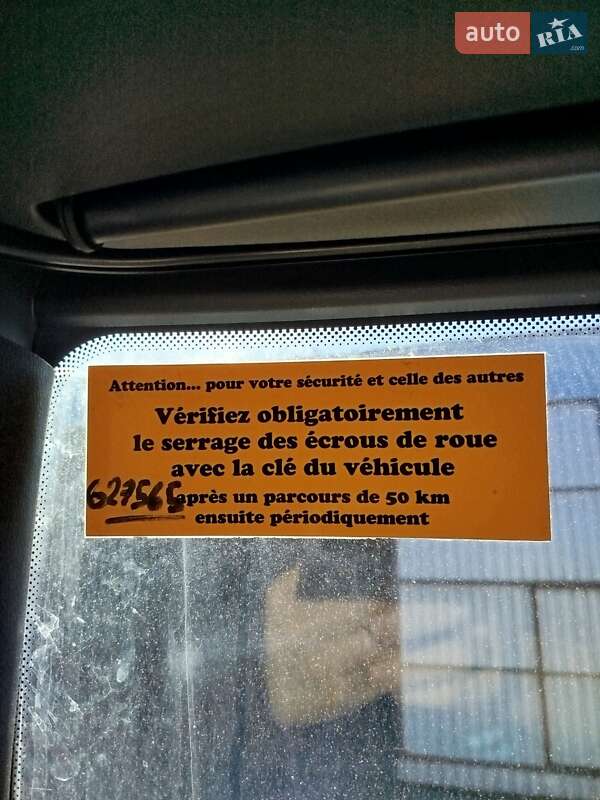 auto RIA.com
Attention... pour votre sécurité et celle des autres
Vérifiez obligatoirement
le serrage des écrous de roue
avec la clé du véhicule
627565 après un parcours de 50 km
ensuite périodiquement